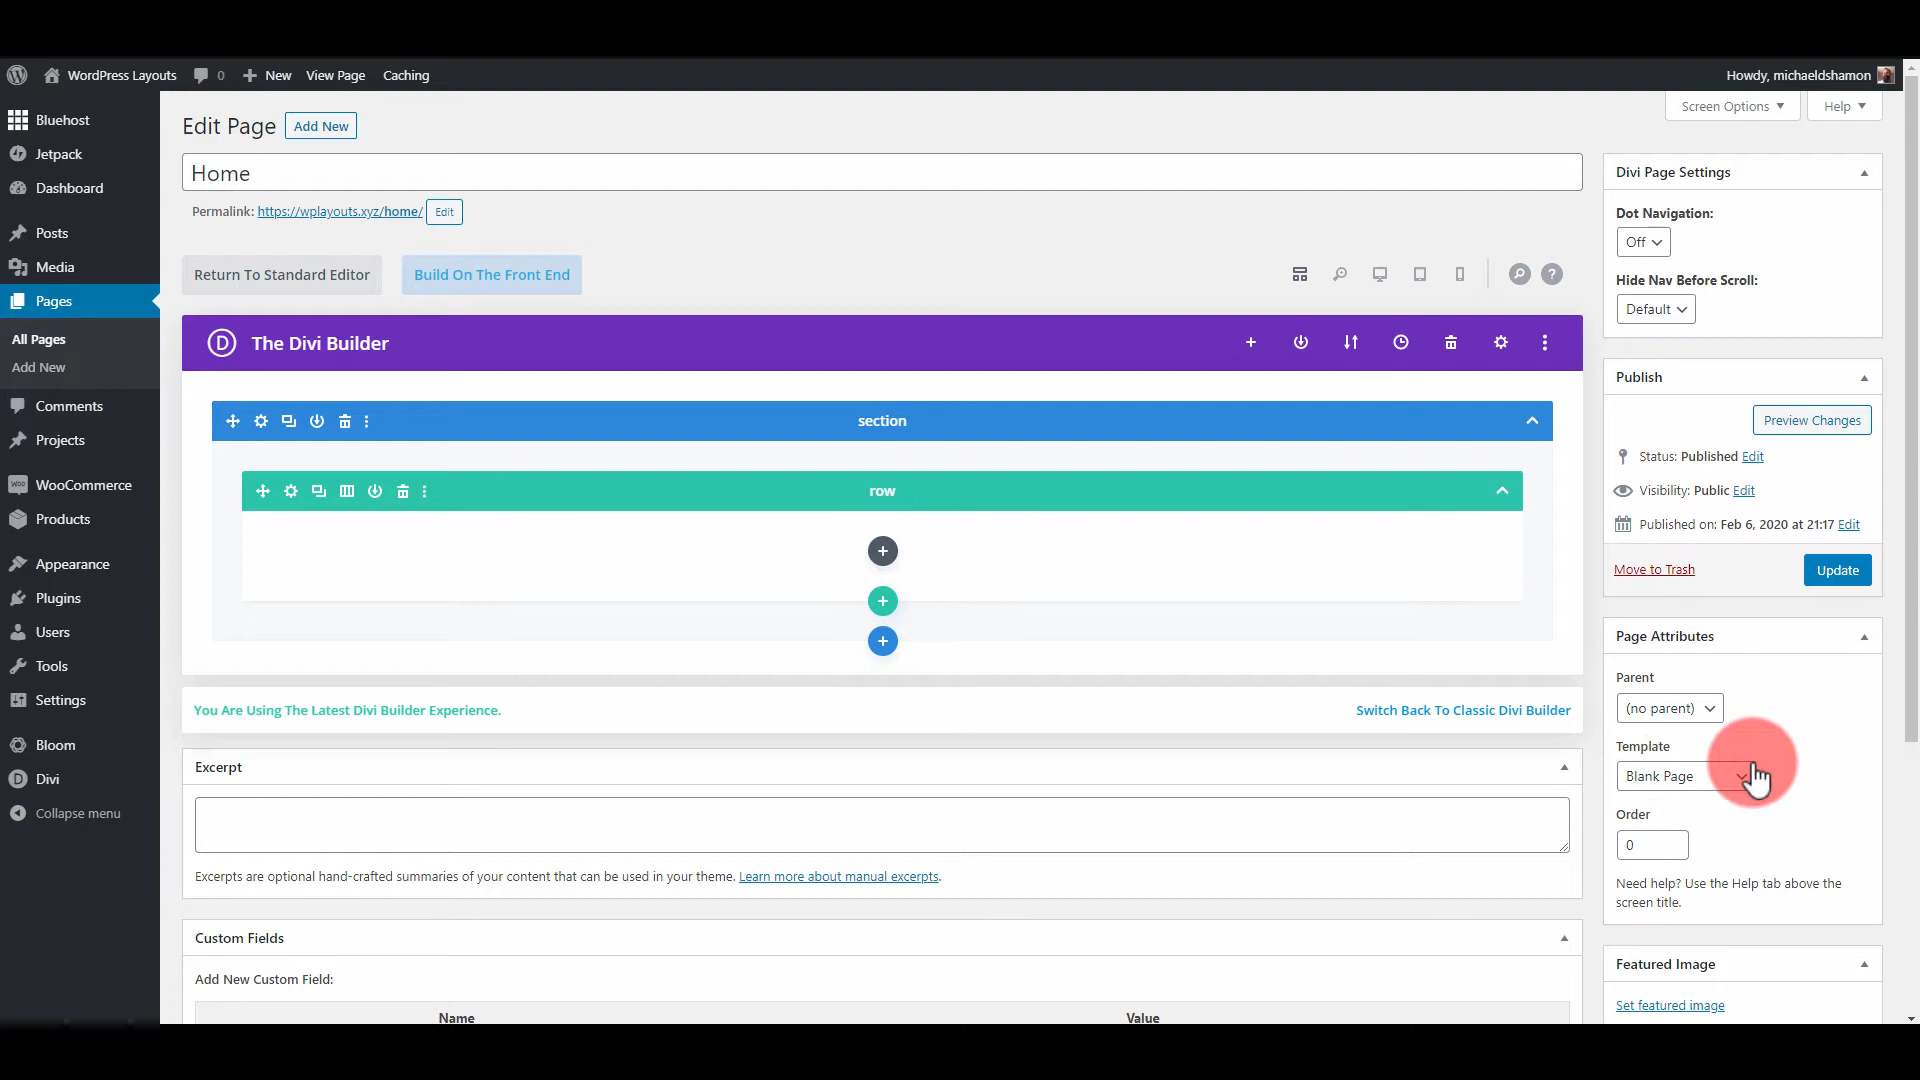 WordPress Layouts 0 New View Page Caching Howdy, michaeldshamon
Screen Options Help
Bluehost
Jetpack
Dashboard
Posts
Media
Pages
All Pages
Add New
Comments
Projects
WooCommerce
Products
Appearance
Plugins
Users
Tools
Settings
Bloom
Divi
Collapse menu
Edit Page Add New
Home
Permalink: https://wplayouts.xyz/home/ Edit
Return To Standard Editor Build On The Front End
D The Divi Builder
section
row
You Are Using The Latest Divi Builder Experience. Switch Back To Classic Divi Builder
Excerpt
Excerpts are optional hand-crafted summaries of your content that can be used in your theme. Learn more about manual excerpts.
Custom Fields
Add New Custom Field:
Name Value
Divi Page Settings
Dot Navigation:
Off
Hide Nav Before Scroll:
Default
Publish
Preview Changes
Status: Published Edit
Visibility: Public Edit
Published on: Feb 6, 2020 at 21:17 Edit
Move to Trash Update
Page Attributes
Parent
(no parent)
Template
Blank Page
Order
0
Need help? Use the Help tab above the
screen title.
Featured Image
Set featured image